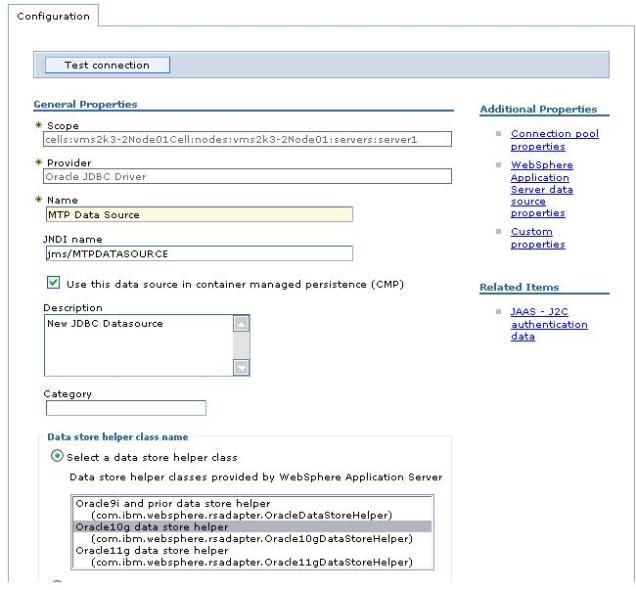 Configuration
Test connection
General Properties
* Scope
cells:vms2k3-2Node01Cell:nodes:vms2k3-2Node01:servers:server1
* Provider
Oracle JDBC Driver
* Name
MTP Data Source
JNDI name
jms/MTPDATASOURCE
Use this data source in container managed persistence (CMP)
Description
New JDBC Datasource
Category
Data store helper class name
Select a data store helper class
Data store helper classes provided by WebSphere Application Server
Oracle9i and prior data store helper
(com.ibm.websphere.rsadapter.OracleDataStoreHelper)
Oracle10g data store helper
(com.ibm.websphere.rsadapter.Oracle10gDataStoreHelper)
Oracle11g data store helper
(com.ibm.websphere.rsadapter.Oracle11gDataStoreHelper)
Additional Properties
Connection pool
properties
WebSphere
Application
Server data
source
properties
Custom
properties
Related Items
JAAS - J2C
authentication
data